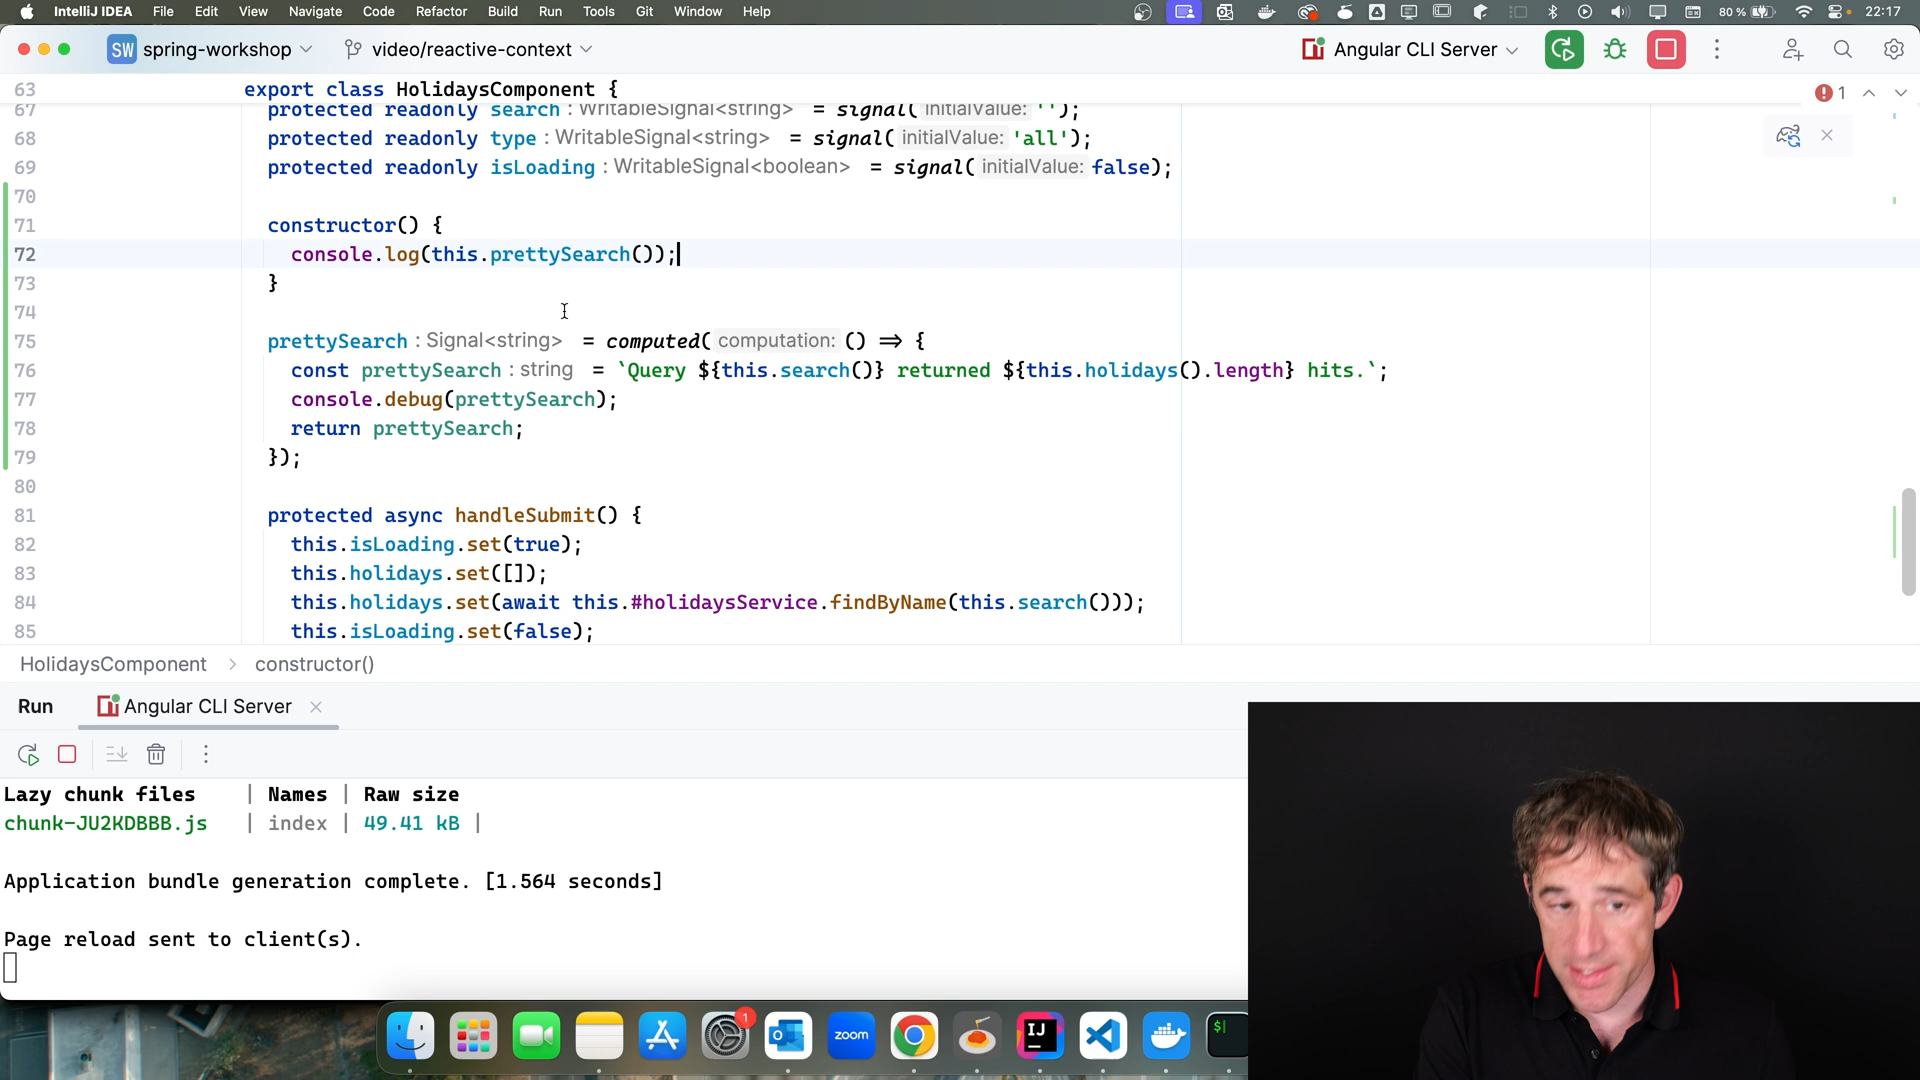 IntelliJ IDEA File Edit View Navigate Code Refactor Build Run Tools Git Window Help 80 % 22:17
SW spring-workshop video/reactive-context Angular CLI Server
63 export class HolidaysComponent { 1
67 protected readonly search : WritableSignal<string> = signal( initialValue: '');
68 protected readonly type : WritableSignal<string> = signal( initialValue: 'all');
69 protected readonly isLoading : WritableSignal<boolean> = signal( initialValue: false);
70
71 constructor() {
72 console.log(this.prettySearch());
73 }
74
75 prettySearch : Signal<string> = computed( computation: () => {
76 const prettySearch : string = `Query ${this.search()} returned ${this.holidays().length} hits.`;
77 console.debug(prettySearch);
78 return prettySearch;
79 });
80
81 protected async handleSubmit() {
82 this.isLoading.set(true);
83 this.holidays.set([]);
84 this.holidays.set(await this.#holidaysService.findByName(this.search()));
85 this.isLoading.set(false);
HolidaysComponent > constructor()
Run Angular CLI Server
Lazy chunk files | Names | Raw size
chunk-JU2KDBBB.js | index | 49.41 kB |
Application bundle generation complete. [1.564 seconds]
Page reload sent to client(s).
1
zoom
IJ
$